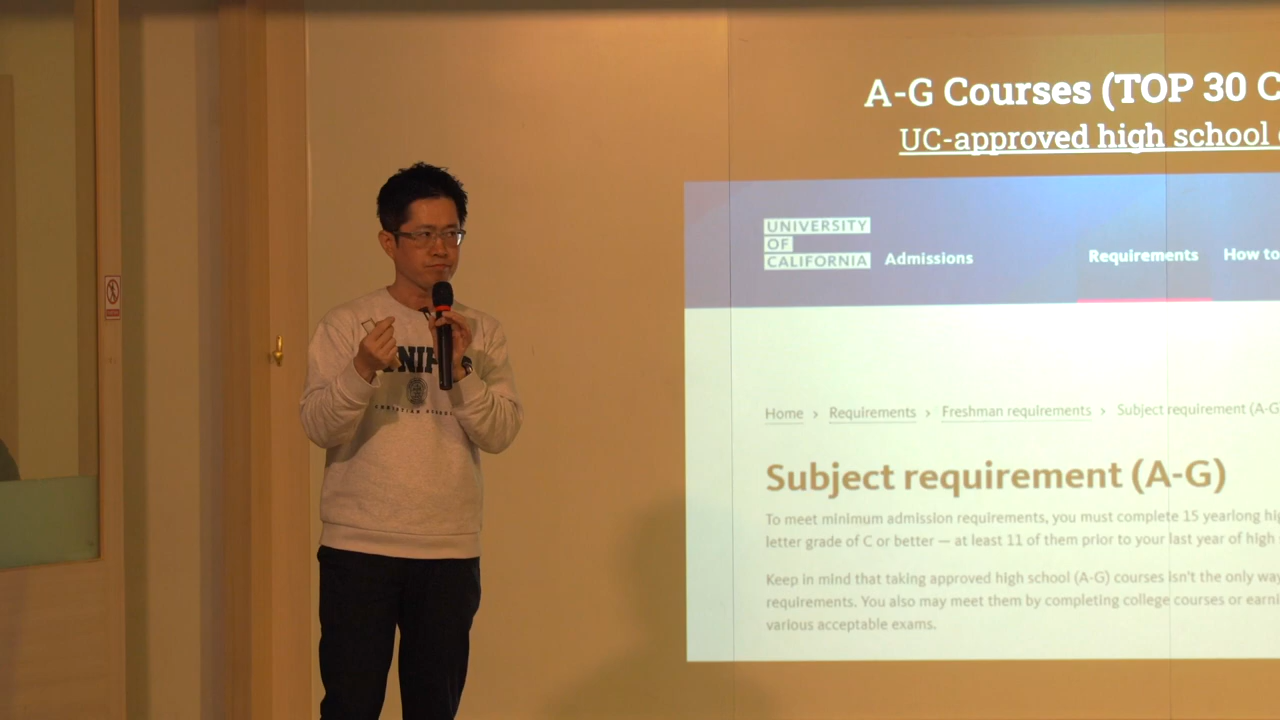 A-G Courses (TOP 30 C
UC-approved high school
UNIVERSITY
OF
CALIFORNIA
Admissions
Requirements
How to
Home > Requirements > Freshman requirements > Subject requirement (A-G
Subject requirement (A-G)
To meet minimum admission requirements, you must complete 15 yearlong hig
letter grade of C or better — at least 11 of them prior to your last year of high
Keep in mind that taking approved high school (A-G) courses isn't the only way
requirements. You also may meet them by completing college courses or earni
various acceptable exams.